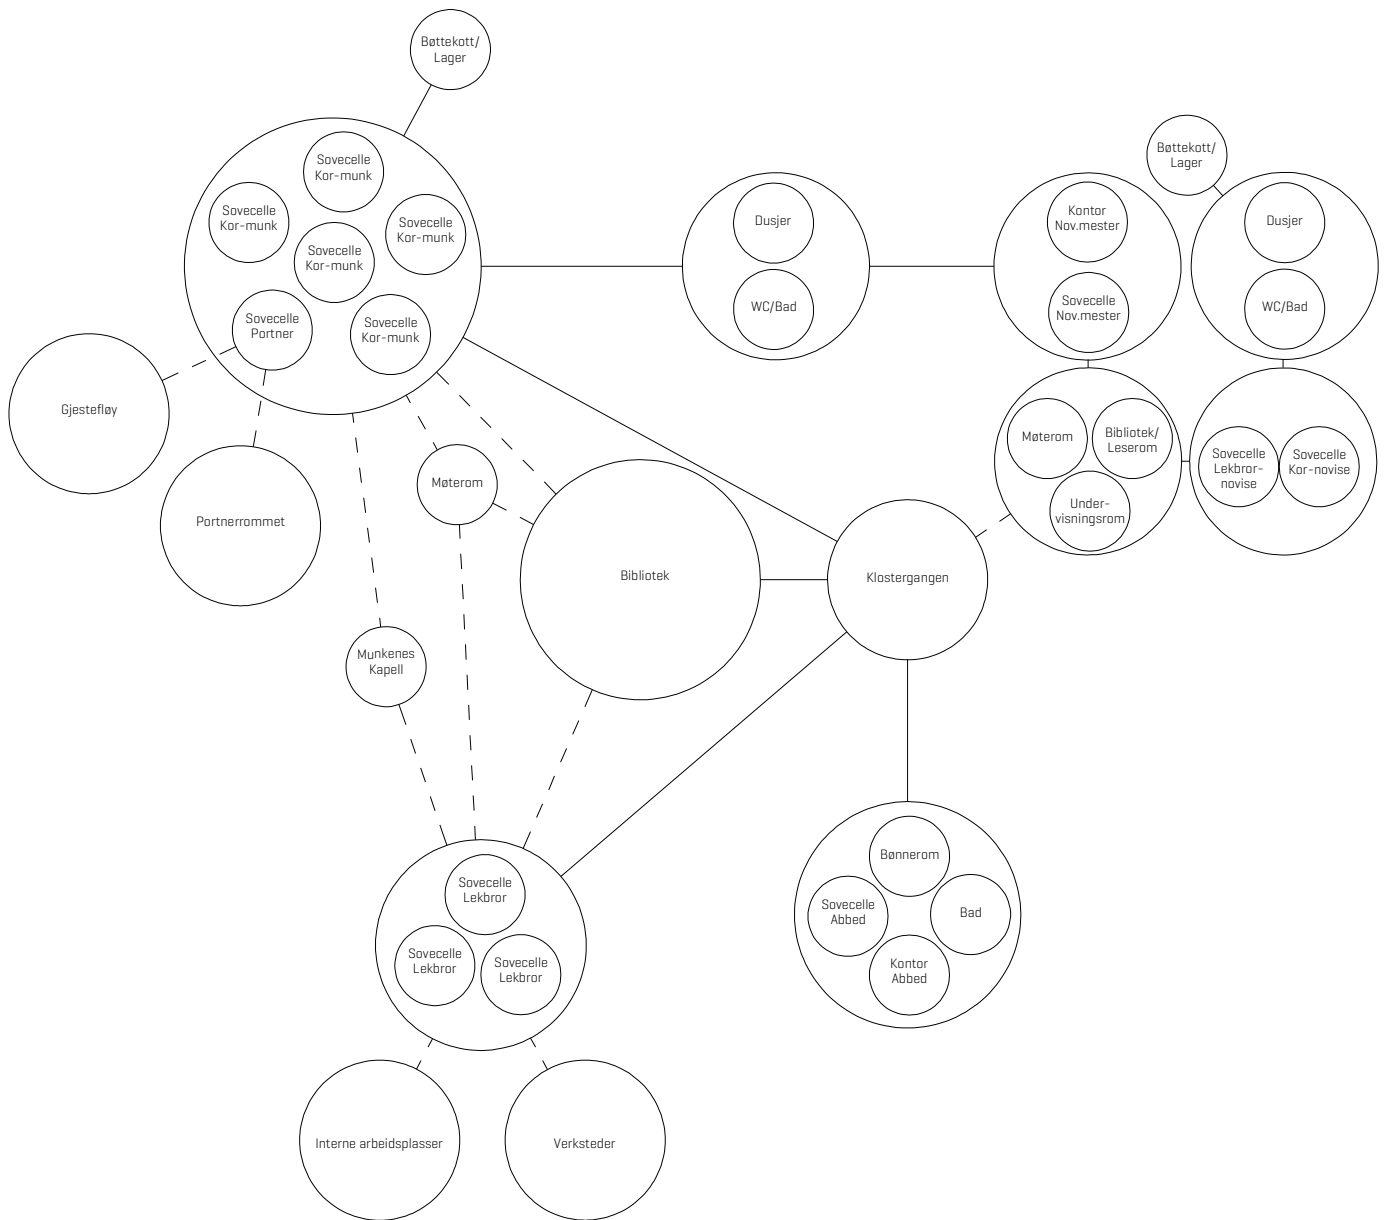 Bøttekott/
Lager
Sovecelle
Kor-munk
Sovecelle
Kor-munk
Sovecelle
Kor-munk
Sovecelle
Kor-munk
Sovecelle
Portner
Sovecelle
Kor-munk
Dusjer
WC/Bad
Kontor
Nov.mester
Sovecelle
Nov.mester
Bøttekott/
Lager
Dusjer
WC/Bad
Gjestefløy
Portnerrommet
Møterom
Bibliotek
Klostergangen
Møterom
Bibliotek/
Leserom
Under-
visningsrom
Sovecelle
Lekbror-
novise
Sovecelle
Kor-novise
Munkenes
Kapell
Sovecelle
Lekbror
Sovecelle
Lekbror
Sovecelle
Lekbror
Bønnerom
Sovecelle
Abbed
Bad
Kontor
Abbed
Interne arbeidsplasser
Verksteder